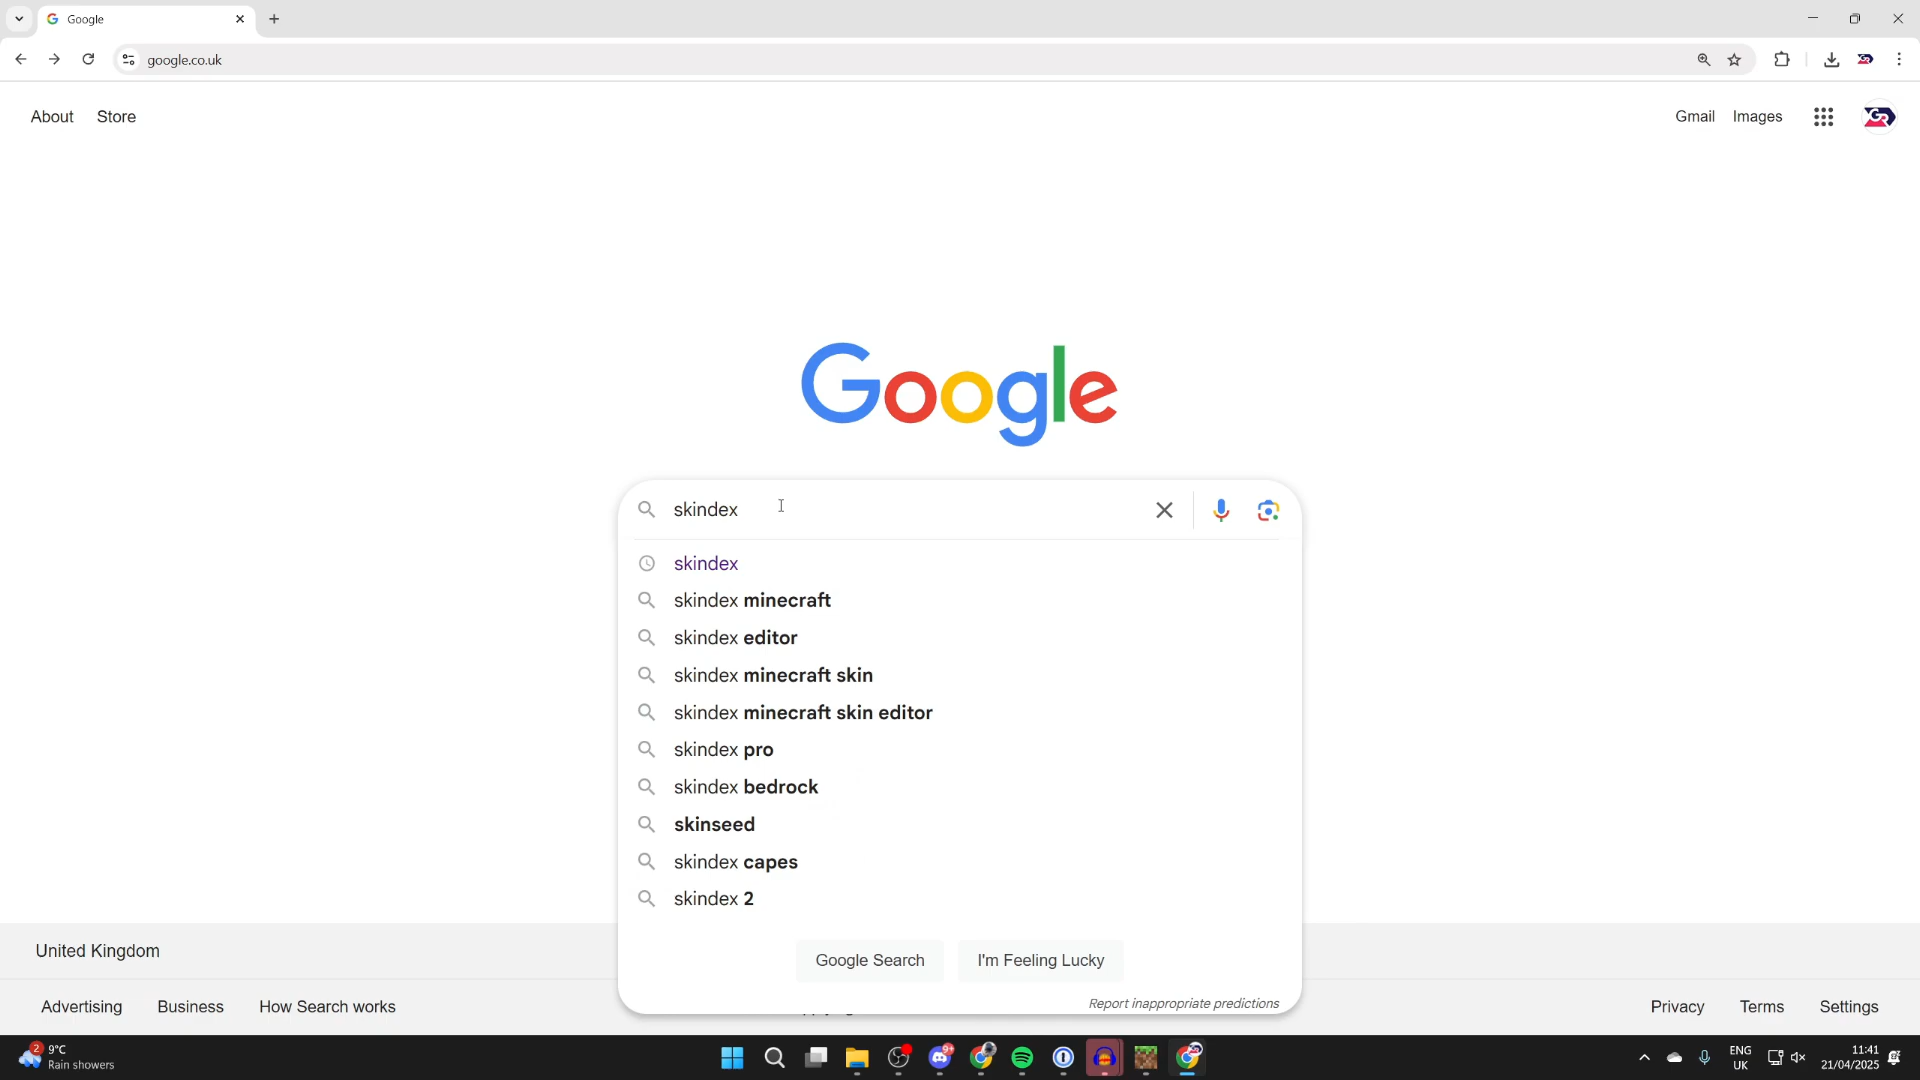 Google
google.co.uk
About Store
Gmail Images
Google
skindex
skindex
skindex minecraft
skindex editor
skindex minecraft skin
skindex minecraft skin editor
skindex pro
skindex bedrock
skinseed
skindex capes
skindex 2
Google Search I'm Feeling Lucky
Report inappropriate predictions
United Kingdom
Advertising Business How Search works
Privacy Terms Settings
2 9°C
Rain showers
9+
ENG
UK
11:41
21/04/2025